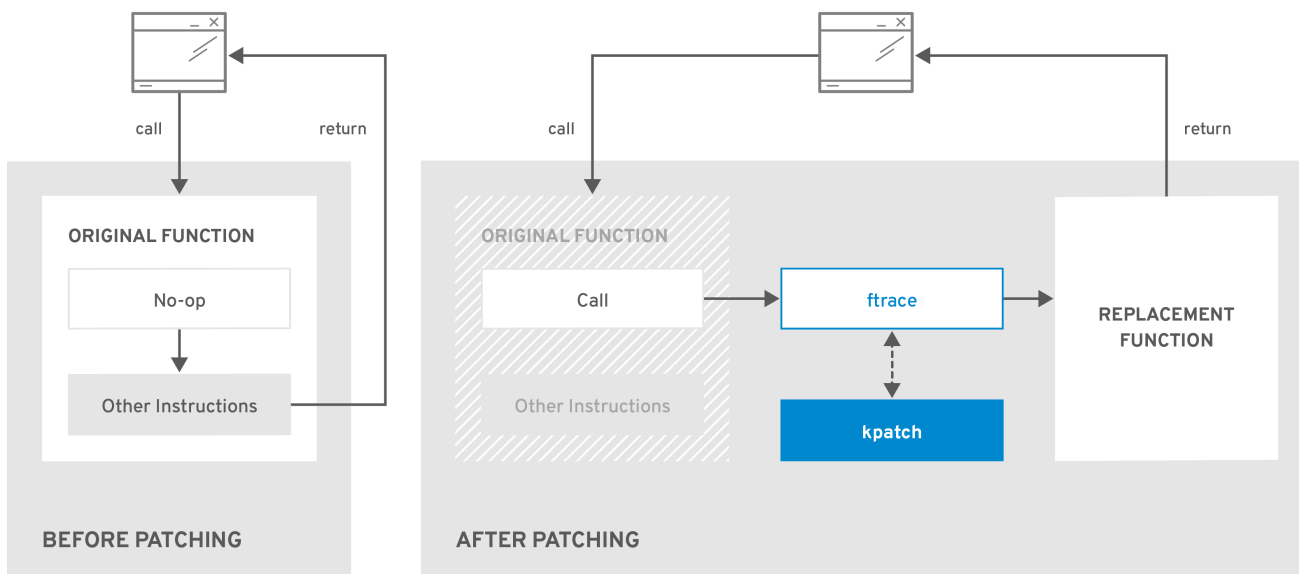 call
return
ORIGINAL FUNCTION
No-op
Other Instructions
BEFORE PATCHING
call
return
ORIGINAL FUNCTION
Call
ftrace
REPLACEMENT
FUNCTION
Other Instructions
kpatch
AFTER PATCHING